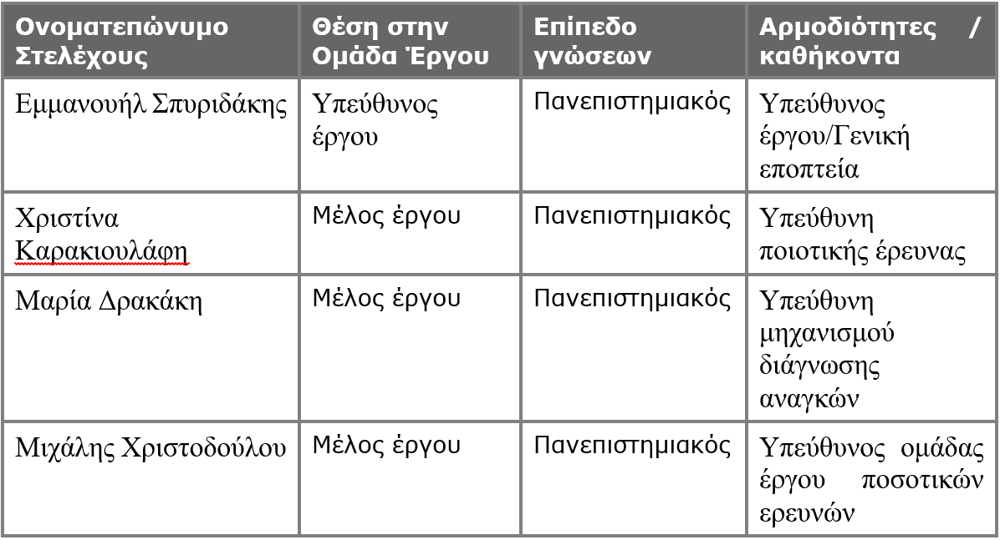 Ονοματεπώνυμο Στελέχους
Θέση στην Ομάδα Έργου
Επίπεδο γνώσεων
Αρμοδιότητες / καθήκοντα
Εμμανουήλ Σπυριδάκης
Υπεύθυνος έργου
Πανεπιστημιακός
Υπεύθυνος έργου/Γενική εποπτεία
Χριστίνα Καρακιουλάφη
Μέλος έργου
Πανεπιστημιακός
Υπεύθυνη ποιοτικής έρευνας
Μαρία Δρακάκη
Μέλος έργου
Πανεπιστημιακός
Υπεύθυνη μηχανισμού διάγνωσης αναγκών
Μιχάλης Χριστοδούλου
Μέλος έργου
Πανεπιστημιακός
Υπεύθυνος ομάδας έργου ποσοτικών ερευνών